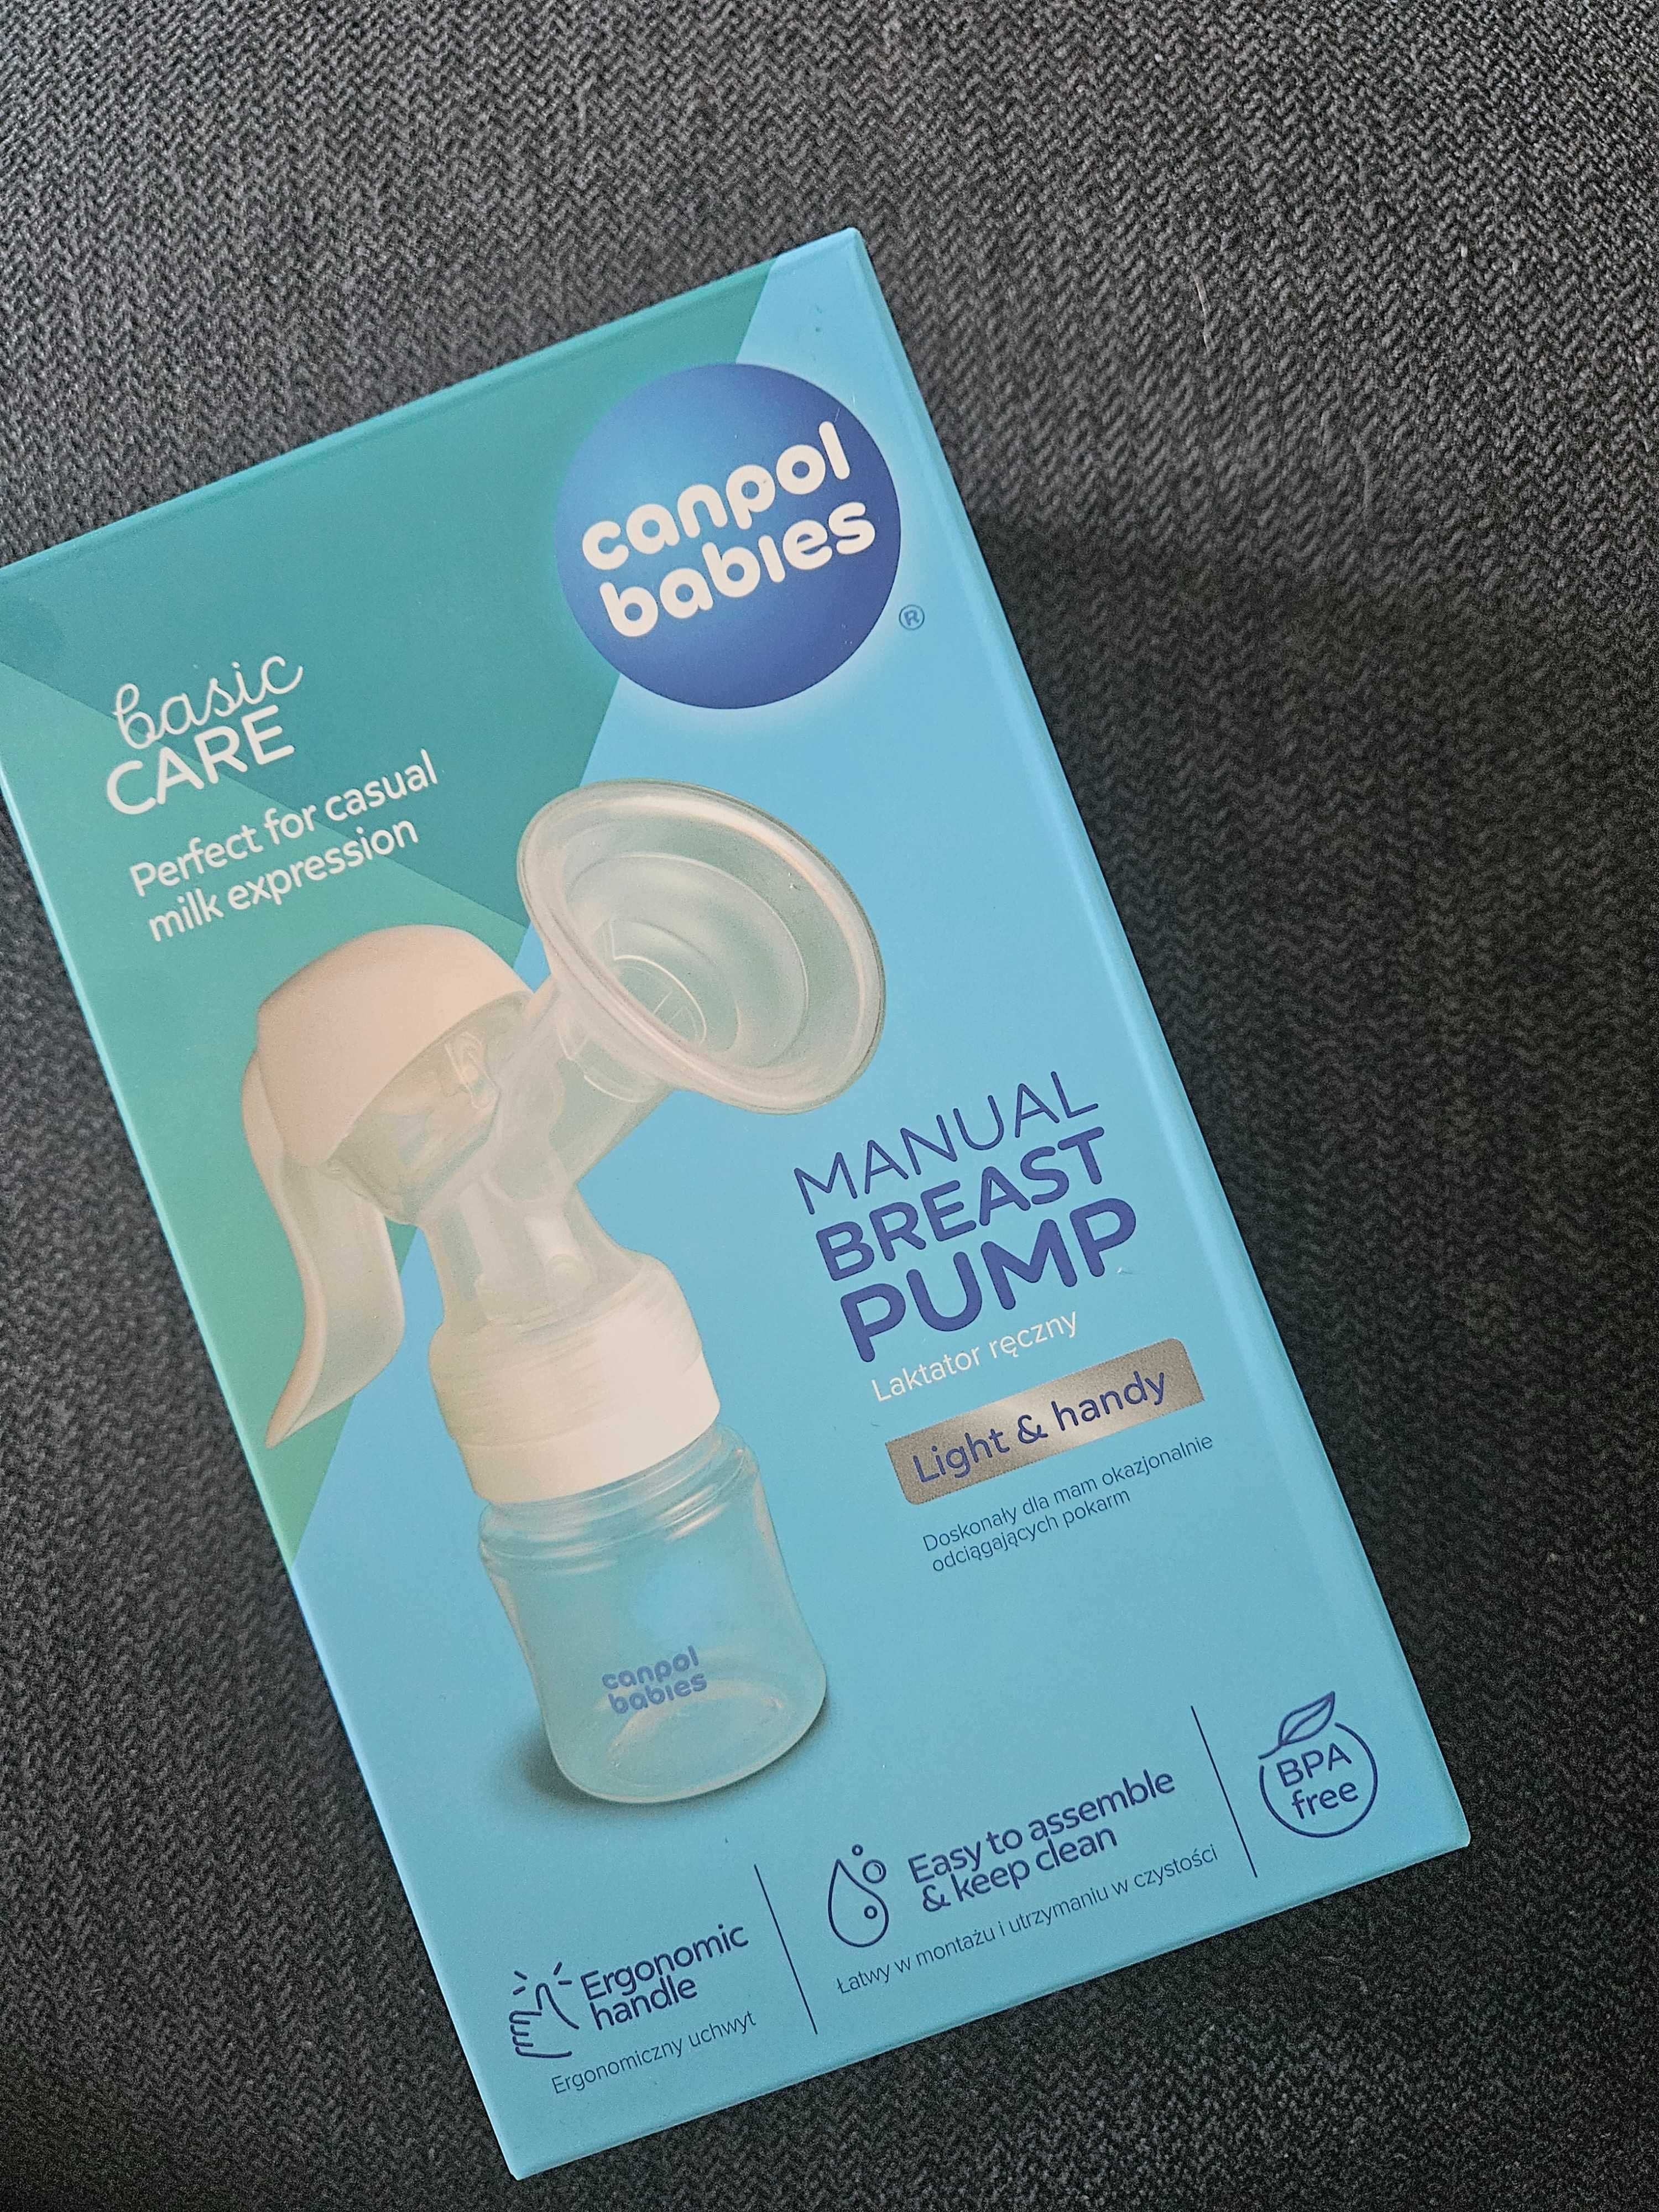 canpol
babies
®
basic
CARE
Perfect for casual
milk expression
MANUAL
BREAST
PUMP
Laktator ręczny
Light & handy
Doskonały dla mam okazjonalnie
odciągających pokarm
canpol
babies
Ergonomic
handle
Ergonomiczny uchwyt
Easy to assemble
& keep clean
Łatwy w montażu i utrzymaniu w czystości
BPA
free